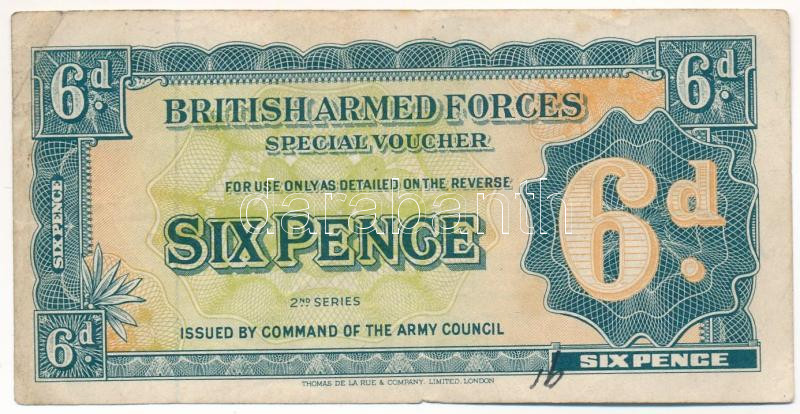 6d 6d
BRITISH ARMED FORCES
SPECIAL VOUCHER
FOR USE ONLY AS DETAILED ON THE REVERSE
darabanth
SIX PENCE
6d
SIX PENCE
2ND SERIES
ISSUED BY COMMAND OF THE ARMY COUNCIL
6d
SIX PENCE
THOMAS DE LA RUE & COMPANY, LIMITED, LONDON